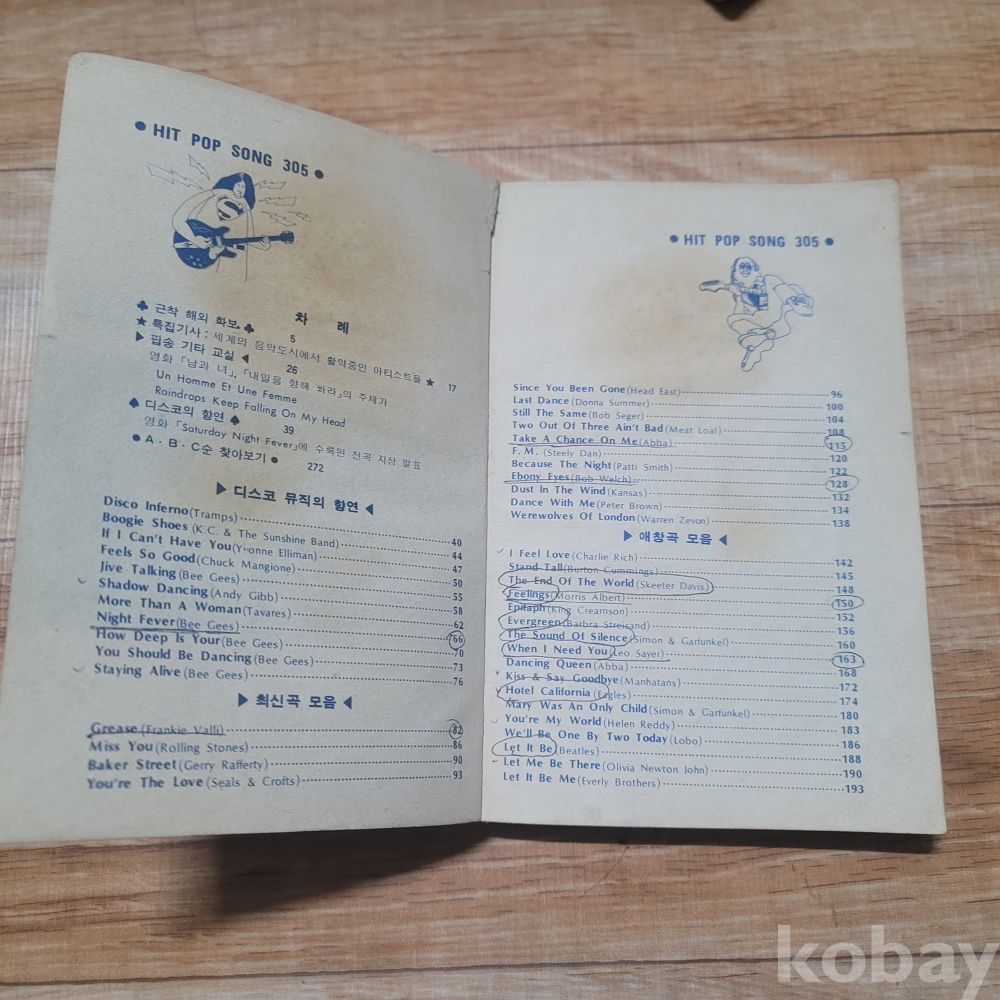 ● HIT POP SONG 305 ●
차 례
♣ 근착 해외 화보 ♣ 5
★ 특집기사 : 세계의 음악도시에서 활약중인 아티스트들 ★ 17
▶ 팝송 기타 교실 ◀ 26
영화 「남과 녀」, 「내일을 향해 쏴라」의 주제가
Un Homme Et Une Femme
Raindrops Keep Falling On My Head
♠ 디스코의 향연 ♠ 39
영화 「Saturday Night Fever」에 수록된 전곡 지상 발표
● A·B·C순 찾아보기 ● 272
▶ 디스코 뮤직의 향연 ◀
Disco Inferno(Tramps) 40
Boogie Shoes (K.C. & The Sunshine Band) 44
If I Can't Have You(Yvonne Elliman) 47
Feels So Good(Chuck Mangione) 50
Jive Talking(Bee Gees) 55
Shadow Dancing(Andy Gibb) 58
More Than A Woman(Tavares) 62
Night Fever(Bee Gees) 66
How Deep Is Your(Bee Gees) 70
You Should Be Dancing(Bee Gees) 73
Staying Alive(Bee Gees) 76
▶ 최신곡 모음 ◀
Grease(Frankie Valli) 82
Miss You(Rolling Stones) 86
Baker Street(Gerry Rafferty) 90
You're The Love(Seals & Crofts) 93
● HIT POP SONG 305 ●
Since You Been Gone(Head East) 96
Last Dance(Donna Summer) 100
Still The Same(Bob Seger) 104
Two Out Of Three Ain't Bad(Meat Loaf) 108
Take A Chance On Me(Abba) 115
F. M. (Steely Dan) 120
Because The Night(Patti Smith) 122
Ebony Eyes(Bob Welch) 128
Dust In The Wind(Kansas) 132
Dance With Me(Peter Brown) 134
Werewolves Of London(Warren Zevon) 138
▶ 애창곡 모음 ◀
I Feel Love(Charlie Rich) 142
Stand Tall(Burton Cummings) 145
The End Of The World(Skeeter Davis) 148
Feelings(Morris Albert) 150
Epitaph(King Creamson) 152
Evergreen(Barbra Streisand) 156
The Sound Of Silence(Simon & Garfunkel) 160
When I Need You(Leo Sayer) 163
Dancing Queen(Abba) 168
Kiss & Say Goodbye(Manhatans) 172
Hotel California(Eagles) 174
Mary Was An Only Child(Simon & Garfunkel) 180
You're My World(Helen Reddy) 183
We'll Be One By Two Today(Lobo) 186
Let It Be(Beatles) 188
Let Me Be There(Olivia Newton John) 190
Let It Be Me(Everly Brothers) 193
kobay